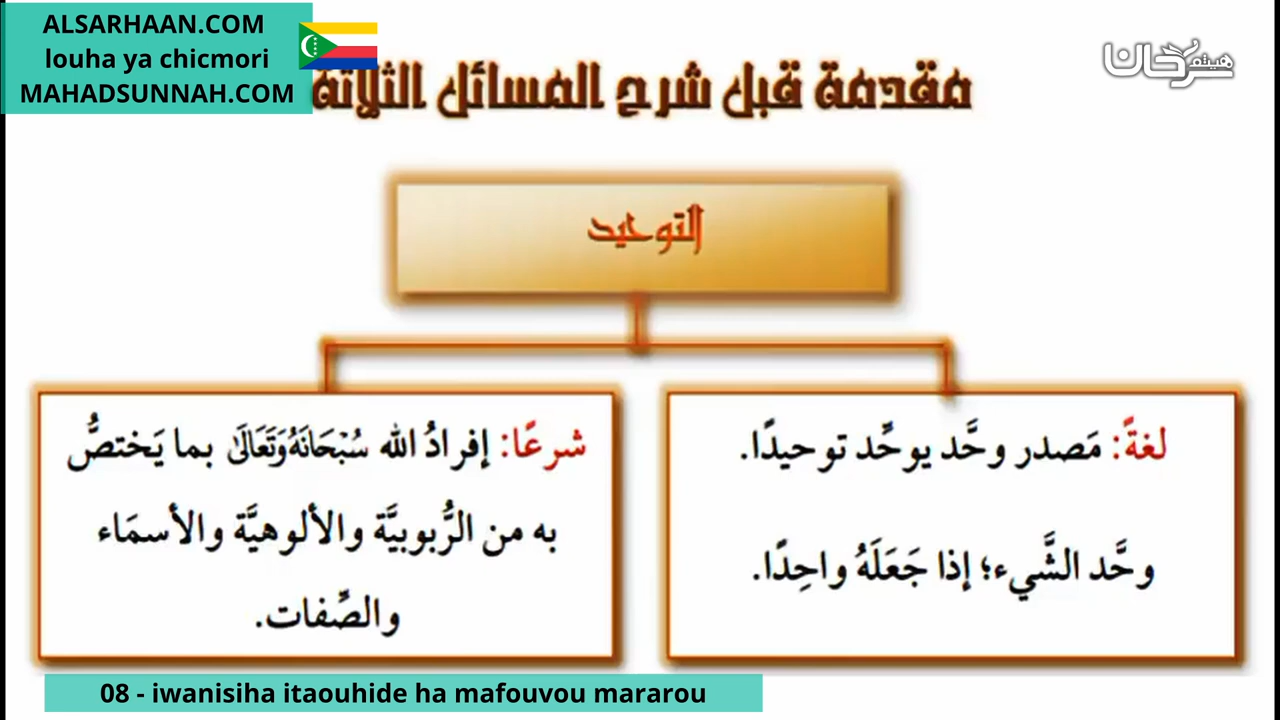 ALSARHAAN.COM
louha ya chicmori
MAHADSUNNAH.COM
هيثم سرحان
مقدمة قبل شرح المسائل الثلاثة
التوحيد
لغةً: مَصدر وحَّد يوحِّد توحيدًا.
وحَّد الشَّيء؛ إذا جَعَلَهُ واحِدًا.
شرعًا: إفرادُ الله سُبْحَانَهُ وَتَعَالَىٰ بما يَختصُّ
به من الرُّبوبيَّة والألوهيَّة والأسمَاء
والصِّفات.
08 - iwanisiha itaouhide ha mafouvou mararou